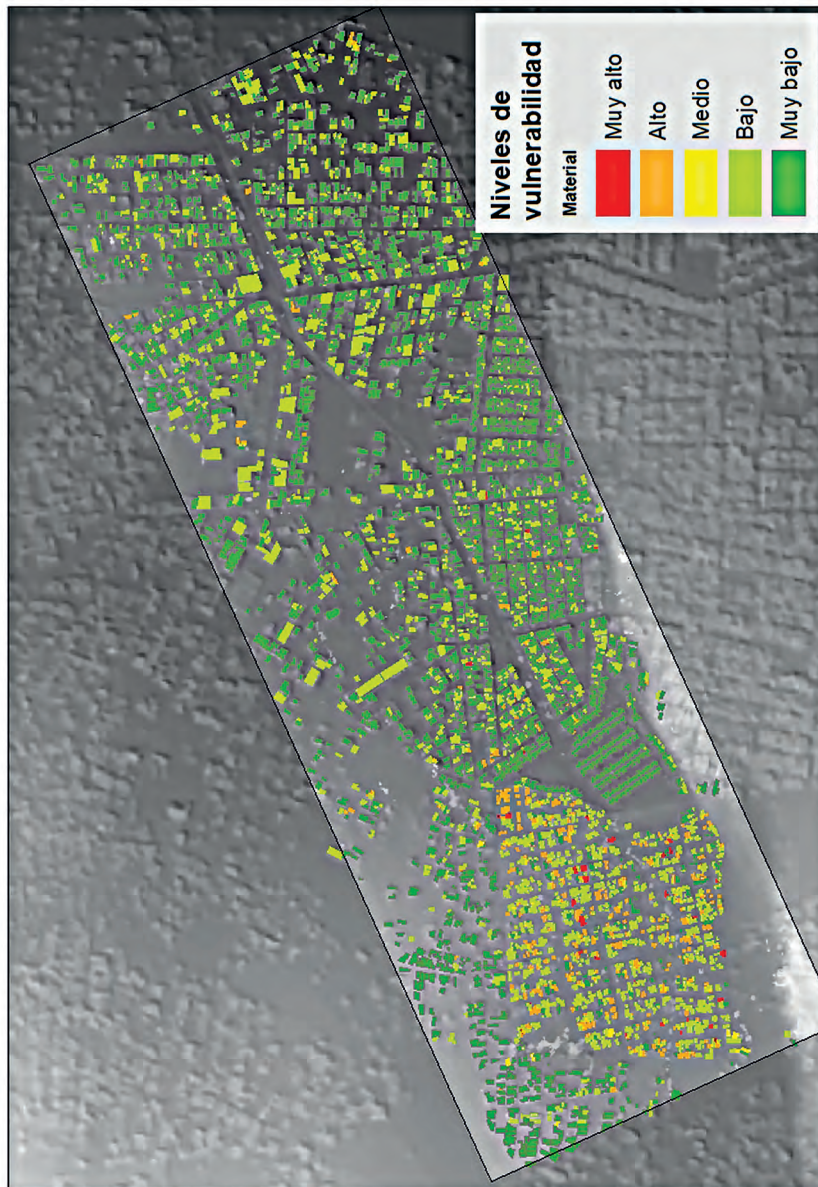 Niveles de
vulnerabilidad
Material
Muy alto
Alto
Medio
Bajo
Muy bajo